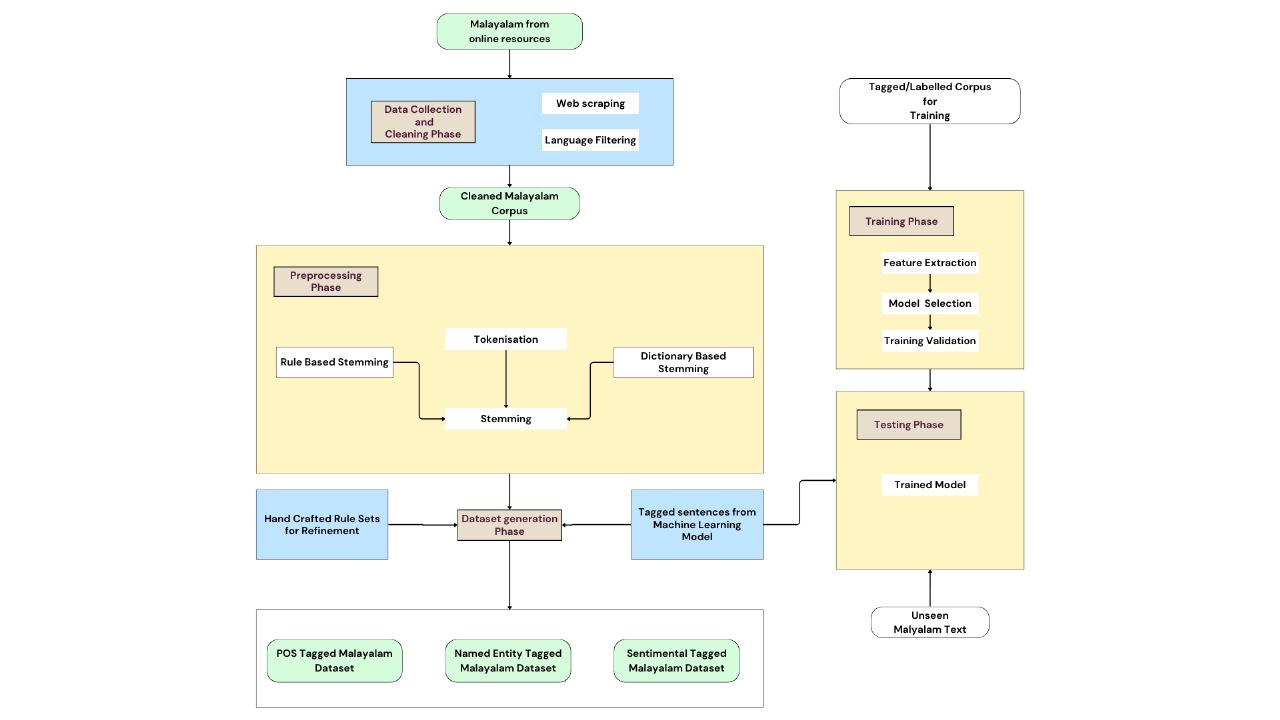 Malayalam from
online resources
Data Collection
and
Cleaning Phase
Web scraping
Language Filtering
Cleaned Malayalam
Corpus
Preprocessing
Phase
Tokenisation
Rule Based Stemming
Dictionary Based
Stemming
Stemming
Hand Crafted Rule Sets
for Refinement
Dataset generation
Phase
Tagged sentences from
Machine Learning
Model
POS Tagged Malayalam
Dataset
Named Entity Tagged
Malayalam Dataset
Sentimental Tagged
Malayalam Dataset
Tagged/Labelled Corpus
for
Training
Training Phase
Feature Extraction
Model Selection
Training Validation
Testing Phase
Trained Model
Unseen
Malyalam Text